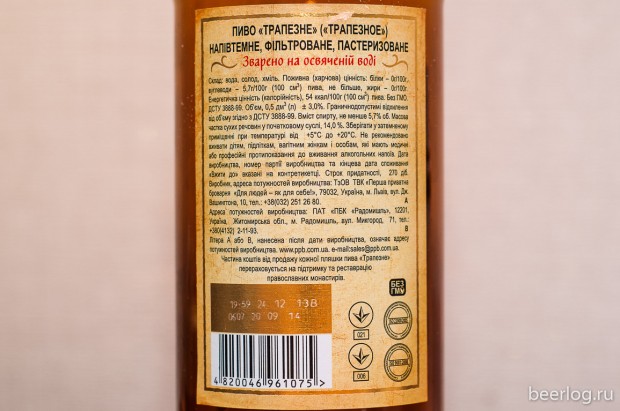 ПИВО «ТРАПЕЗНЕ» («ТРАПЕЗНОЕ»)
НАПІВТЕМНЕ, ФІЛЬТРОВАНЕ, ПАСТЕРИЗОВАНЕ
Зварено на освяченій воді
Склад: вода, солод, хміль. Поживна (харчова) цінність: білки - 0г/100г,
вуглеводи - 5,7г/100г (100 см³) пива, не більше, жири - 0г/100г.
Енергетична цінність (калорійність), 54 ккал/100г (100 см³) пива. Без ГМО.
ДСТУ 3888-99. Об'єм, 0,5 дм³ (л) ± 3,0%. Граничнодопустимі відхилення
від об'єму згідно з ДСТУ 3888-99. Вміст спирту, не менше 5,7% об. Масова
частка сухих речовин у початковому суслі, 14,0 %. Зберігати у затемненому
приміщенні при температурі від +5°С до +20°С. Не рекомендовано
вживати дітям, підліткам, вагітним жінкам і особам, які мають медичні
або професійні протипоказання до вживання алкогольних напоїв. Дата
виробництва, номер партії виробництва та кінцева дата споживання
«Вжити до» вказані на контретикетці. Строк придатності, 270 діб.
Виробник, адреса потужностей виробництва: ТзОВ ТВК «Перша приватна
броварня «Для людей – як для себе!», 79032, Україна, м. Львів, вул. Дж.
Вашингтона, 10, тел.: +38(032) 251 26 80. А
Адреса потужностей виробництва: ПАТ «ПБК «Радомишль», 12201,
Україна, Житомирська обл., м. Радомишль, вул. Микгород, 71, тел.:
+380(4132) 2-11-93. В
Літера А або В, нанесена після дати виробництва, означає адресу
потужностей виробництва. www.ppb.com.ua. e-mail:sales@ppb.com.ua
Частина коштів від продажу кожної пляшки пива «Трапезне»
перераховується на підтримку та реставрацію
православних монастирів.
19:59 24 12 13В
0607 20 09 14
БЕЗ
ГМО
021
006
4 820046 961075 >
beerlog.ru